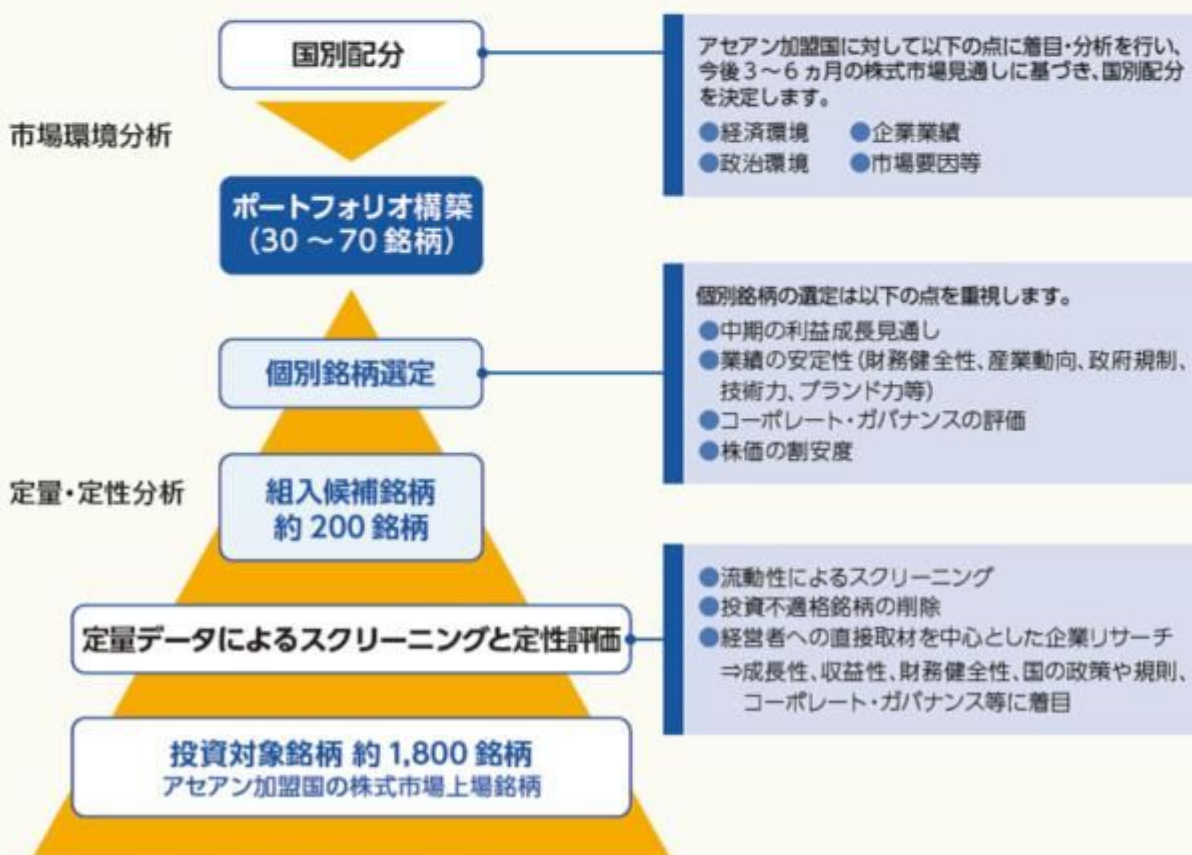 国別配分
アセアン加盟国に対して以下の点に着目・分析を行い、
今後3～6ヵ月の株式市場見通しに基づき、国別配分
を決定します。
●経済環境 ●企業業績
●政治環境 ●市場要因等
市場環境分析
ポートフォリオ構築
(30～70銘柄)
個別銘柄の選定は以下の点を重視します。
●中期の利益成長見通し
●業績の安定性(財務健全性、産業動向、政府規制、
技術力、ブランド力等)
●コーポレート・ガバナンスの評価
●株価の割安度
個別銘柄選定
定量・定性分析
組入候補銘柄
約200銘柄
●流動性によるスクリーニング
●投資不適格銘柄の削除
●経営者への直接取材を中心とした企業リサーチ
⇒成長性、収益性、財務健全性、国の政策や規則、
コーポレート・ガバナンス等に着目
定量データによるスクリーニングと定性評価
投資対象銘柄 約1,800銘柄
アセアン加盟国の株式市場上場銘柄